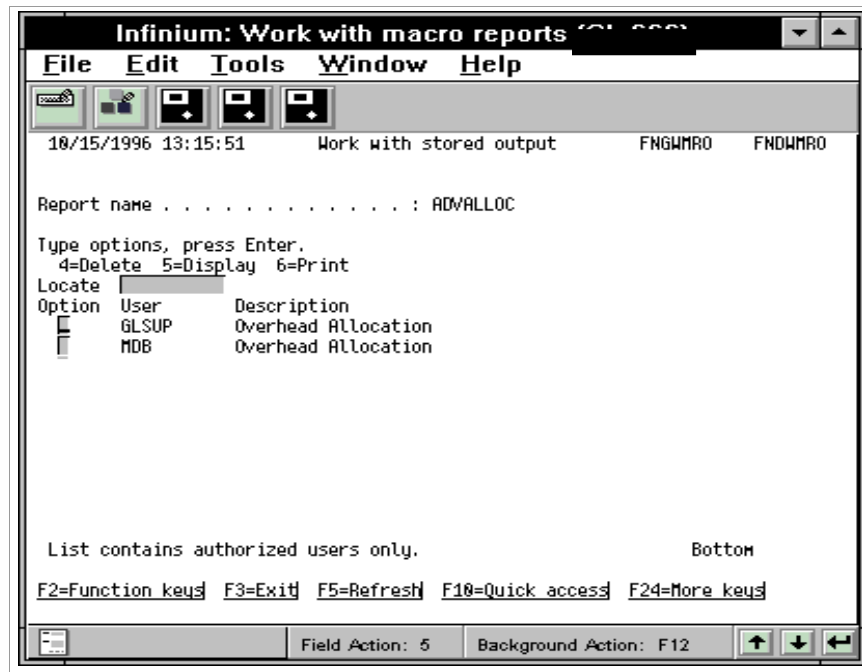 Infinium: Work with macro reports
File Edit Tools Window Help
10/15/1996 13:15:51 Work with stored output FNGWMRO FNDWMRO
Report name . . . . . . . . . . . . . : ADVALLOC
Type options, press Enter.
4=Delete 5=Display 6=Print
Locate
Option User Description
GLSUP Overhead Allocation
MDB Overhead Allocation
List contains authorized users only. Bottom
F2=Function keys F3=Exit F5=Refresh F10=Quick access F24=More keys
Field Action: 5 Background Action: F12